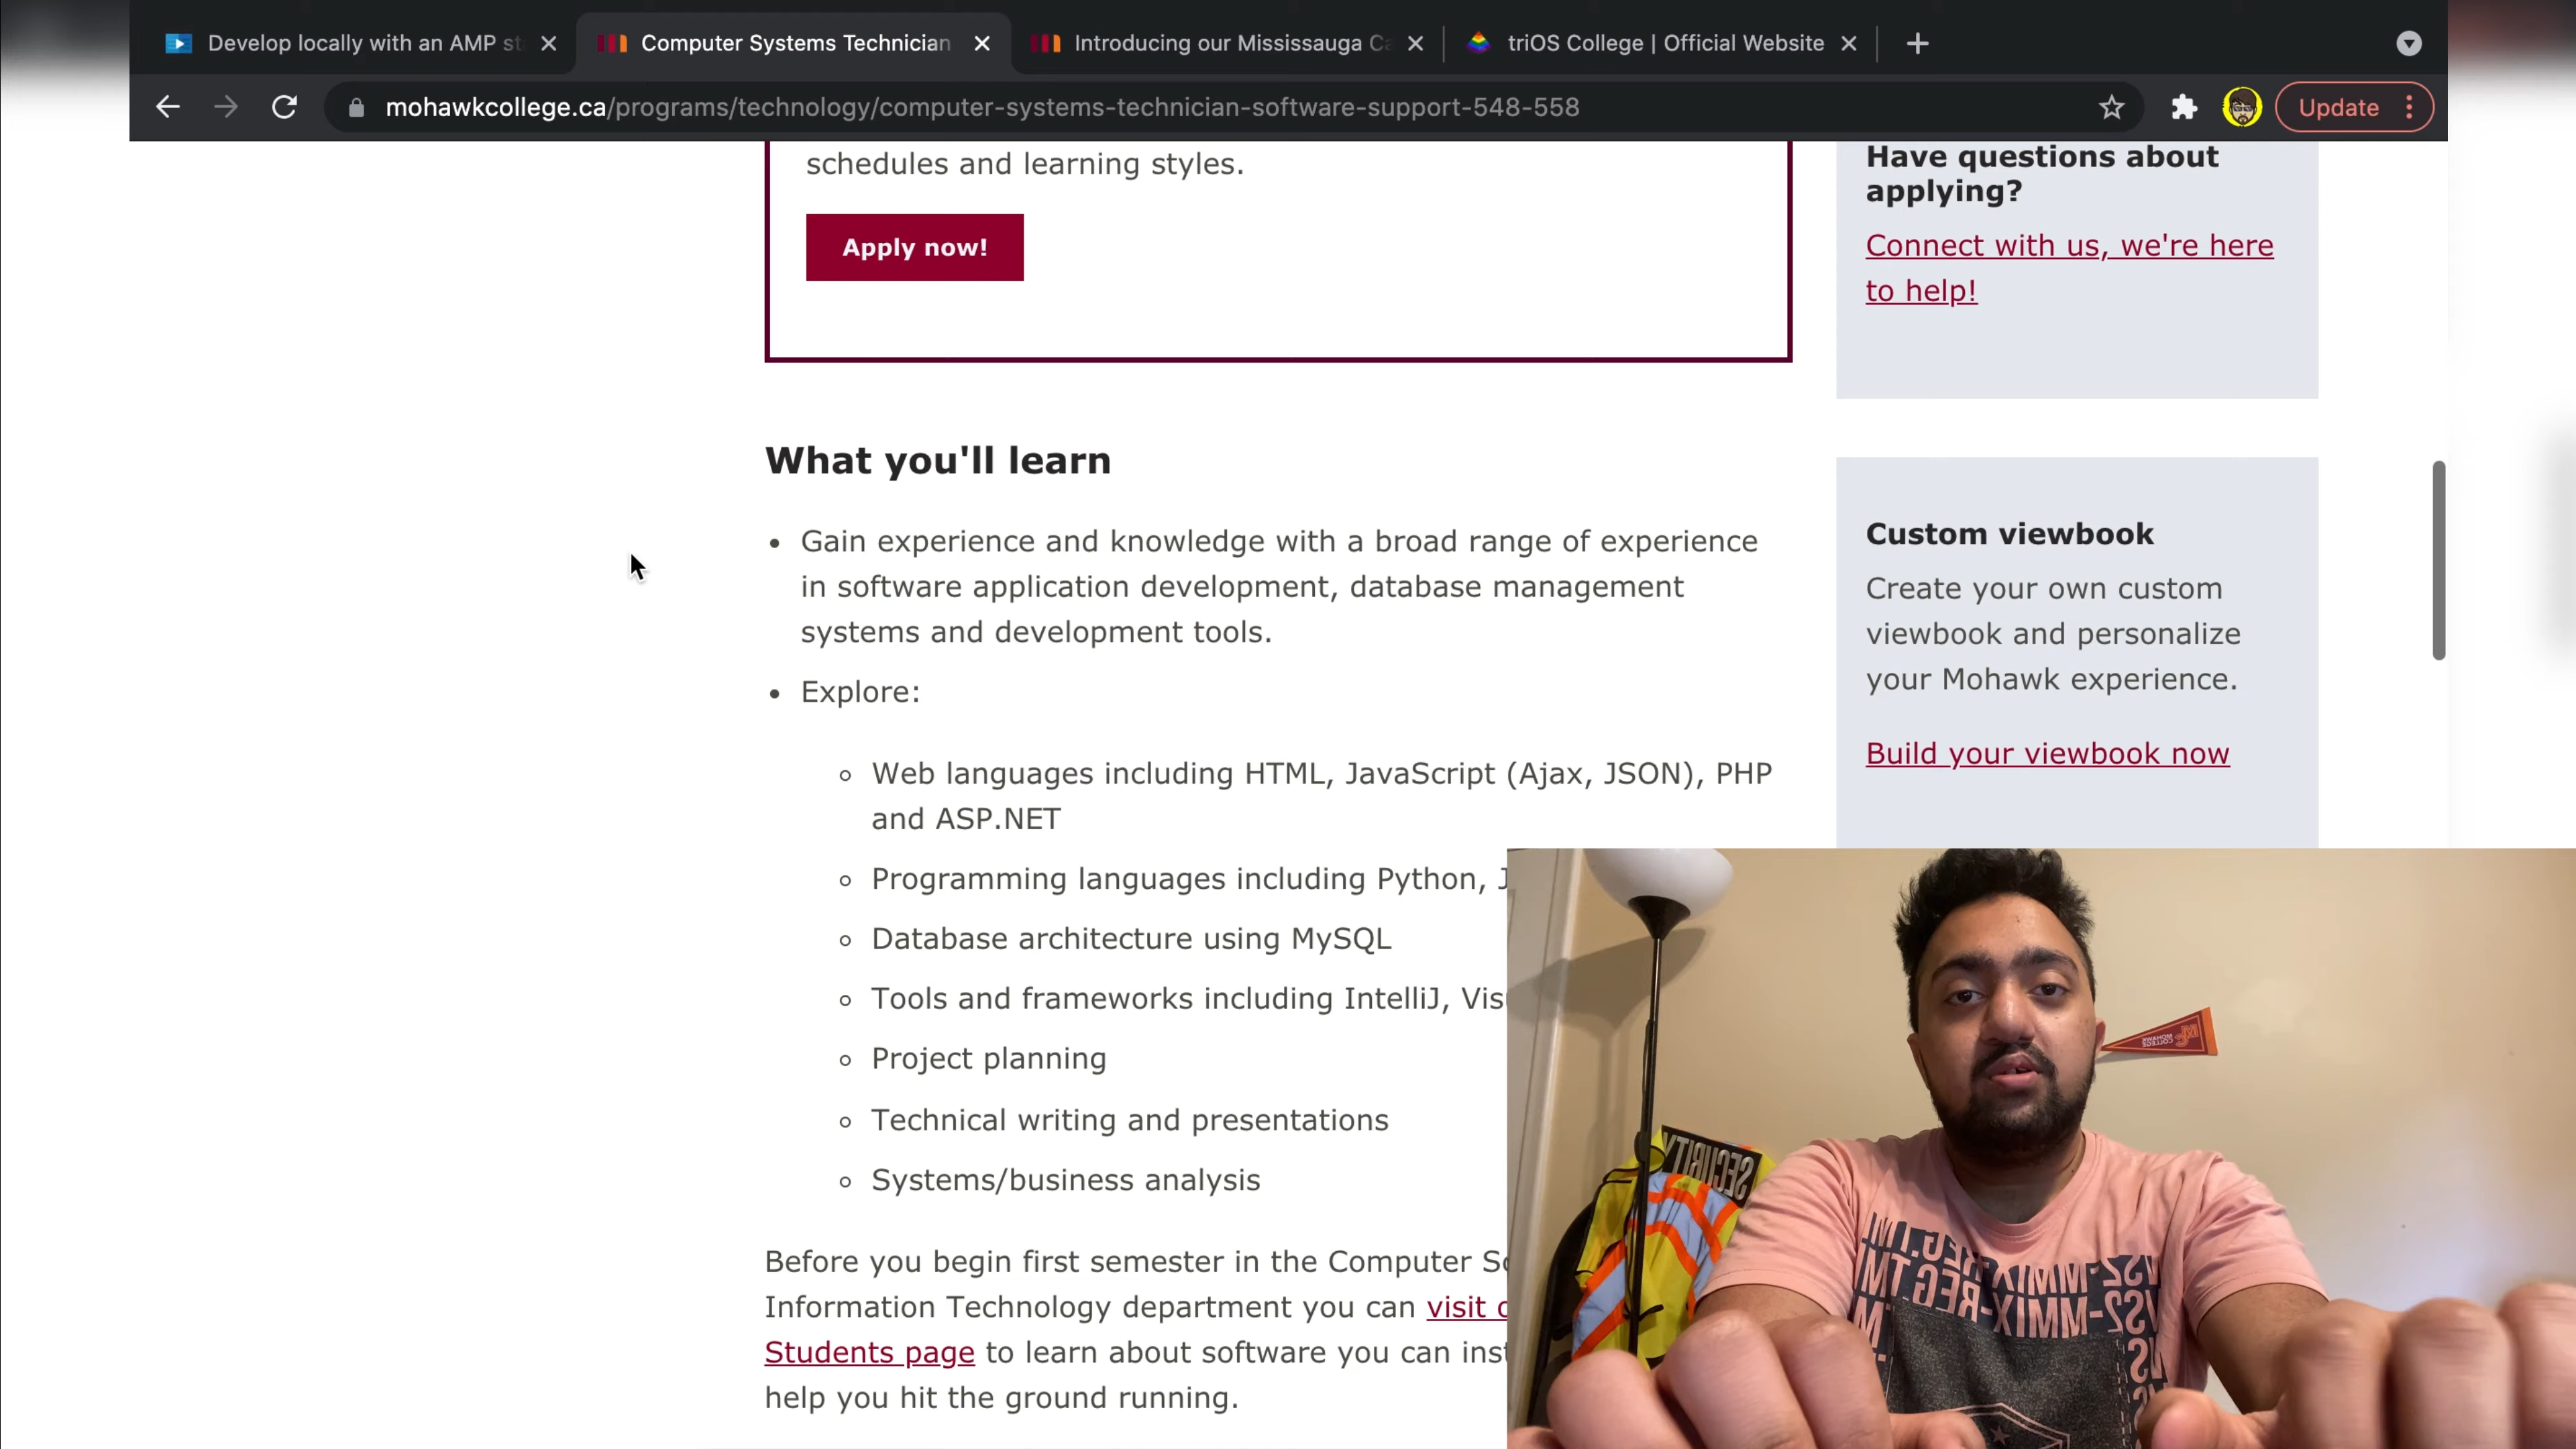 Develop locally with an AMP st
Computer Systems Technician
Introducing our Mississauga Ca
triOS College | Official Website
mohawkcollege.ca/programs/technology/computer-systems-technician-software-support-548-558
Update
schedules and learning styles.
Apply now!
Have questions about
applying?
Connect with us, we're here
to help!
What you'll learn
• Gain experience and knowledge with a broad range of experience
in software application development, database management
systems and development tools.
• Explore:
Web languages including HTML, JavaScript (Ajax, JSON), PHP
and ASP.NET
Programming languages including Python,
Database architecture using MySQL
Tools and frameworks including IntelliJ,
Project planning
Technical writing and presentations
Systems/business analysis
Before you begin first semester in the Computer
Information Technology department you can visit
Students page to learn about software you can
help you hit the ground running.
Custom viewbook
Create your own custom
viewbook and personalize
your Mohawk experience.
Build your viewbook now
SECURITY
MOHAWK
COLLEGE